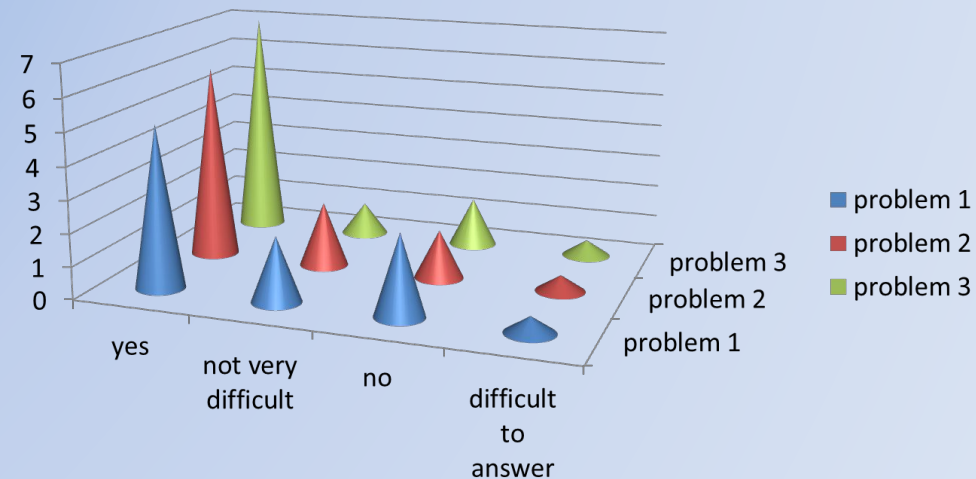 7
6
5
4
3
2
1
0
yes
not very
difficult
no
difficult
to
answer
problem 1
problem 2
problem 3
problem 1
problem 2
problem 3